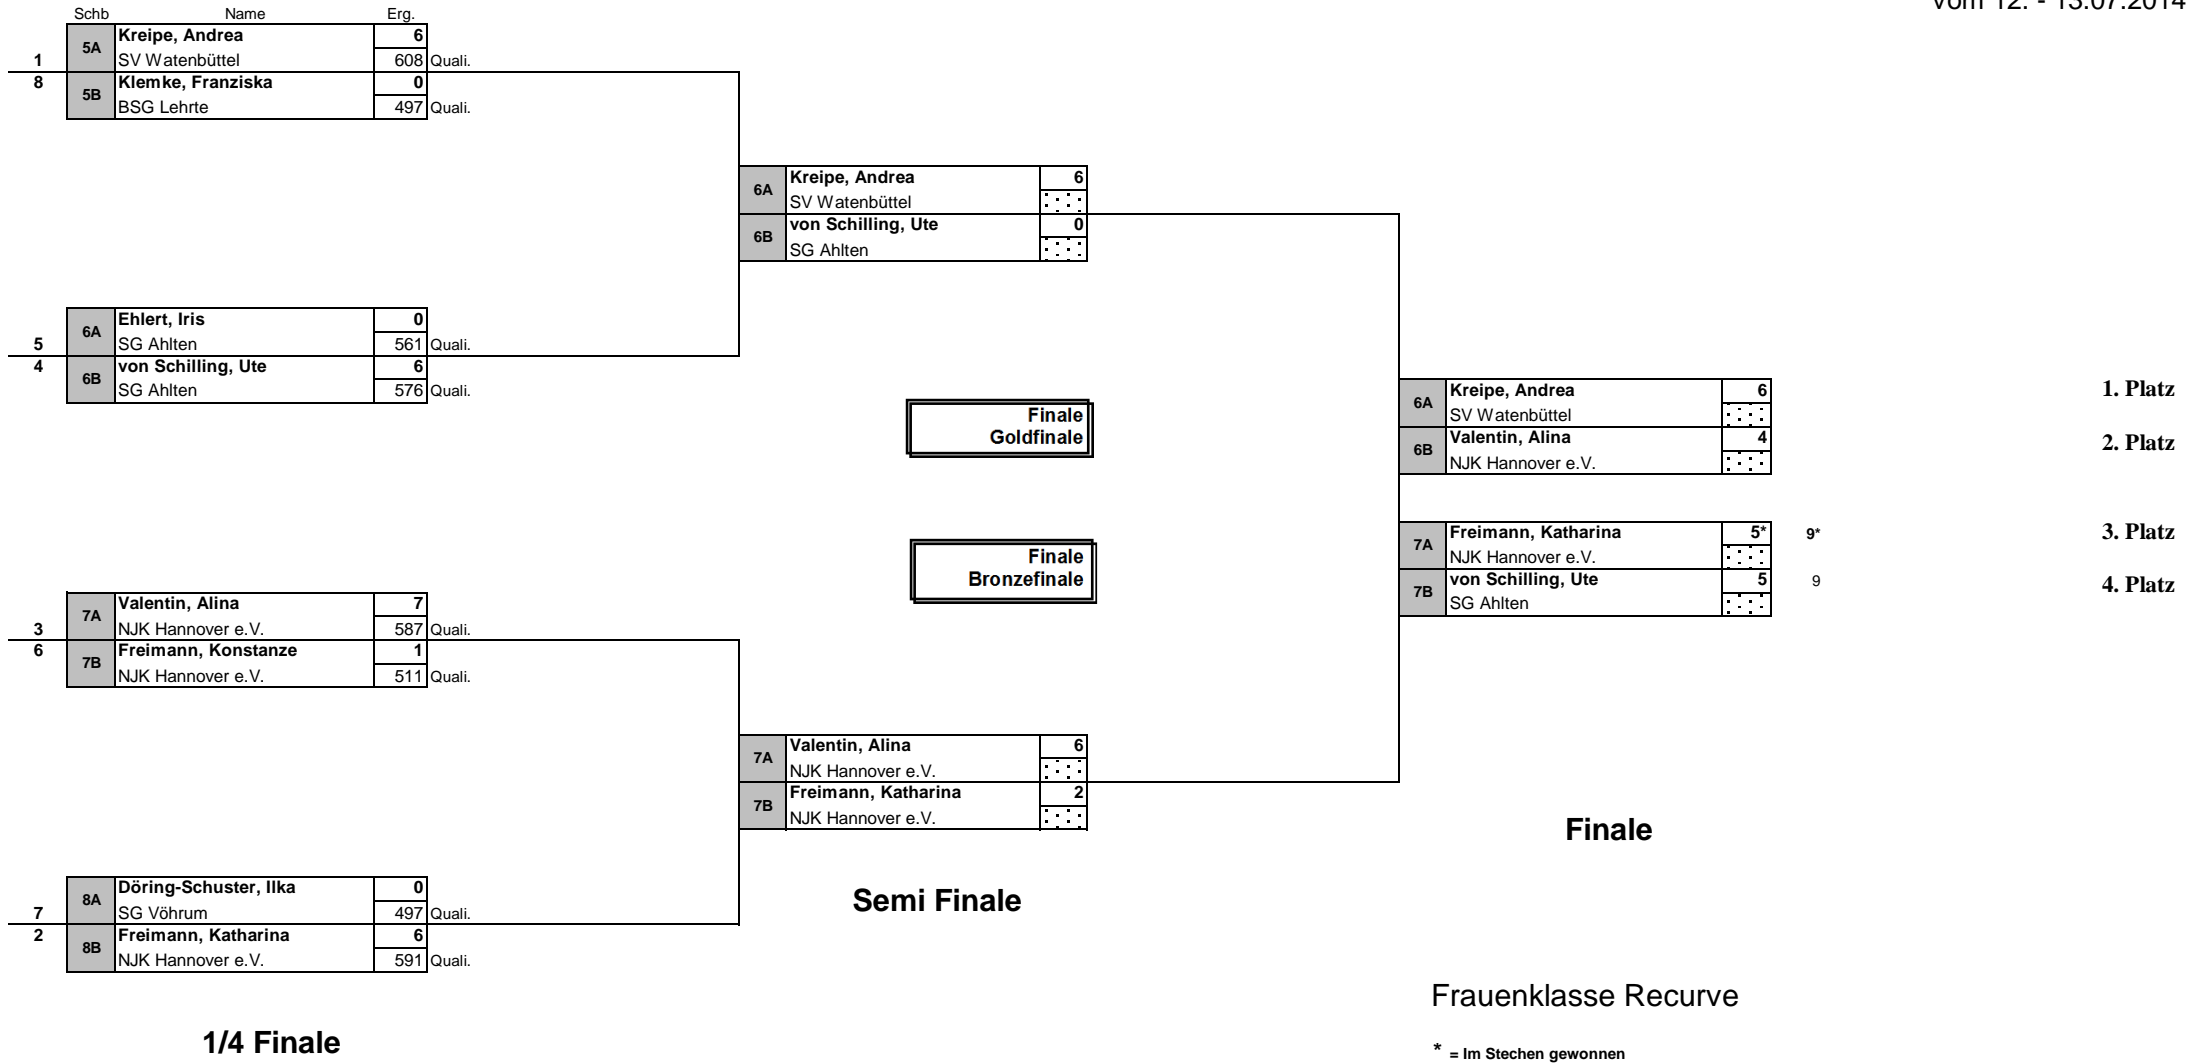 vom 12. - 13.07.2014
Schb Name Erg.
5A Kreipe, Andrea 6
1 SV Watenbüttel 608 Quali.
8 5B Klemke, Franziska 0
BSG Lehrte 497 Quali.
6A Kreipe, Andrea 6
SV Watenbüttel
6B von Schilling, Ute 0
SG Ahlten
6A Ehlert, Iris 0
5 SG Ahlten 561 Quali.
4 6B von Schilling, Ute 6
SG Ahlten 576 Quali.
Finale
Goldfinale
6A Kreipe, Andrea 6 1. Platz
SV Watenbüttel
6B Valentin, Alina 4 2. Platz
NJK Hannover e.V.
Finale
Bronzefinale
7A Freimann, Katharina 5* 9* 3. Platz
NJK Hannover e.V.
7B von Schilling, Ute 5 9 4. Platz
SG Ahlten
7A Valentin, Alina 7
3 NJK Hannover e.V. 587 Quali.
6 7B Freimann, Konstanze 1
NJK Hannover e.V. 511 Quali.
7A Valentin, Alina 6
NJK Hannover e.V.
7B Freimann, Katharina 2
NJK Hannover e.V.
Finale
8A Döring-Schuster, Ilka 0
7 SG Vöhrum 497 Quali.
2 8B Freimann, Katharina 6
NJK Hannover e.V. 591 Quali.
Semi Finale
Frauenklasse Recurve
1/4 Finale
* = Im Stechen gewonnen